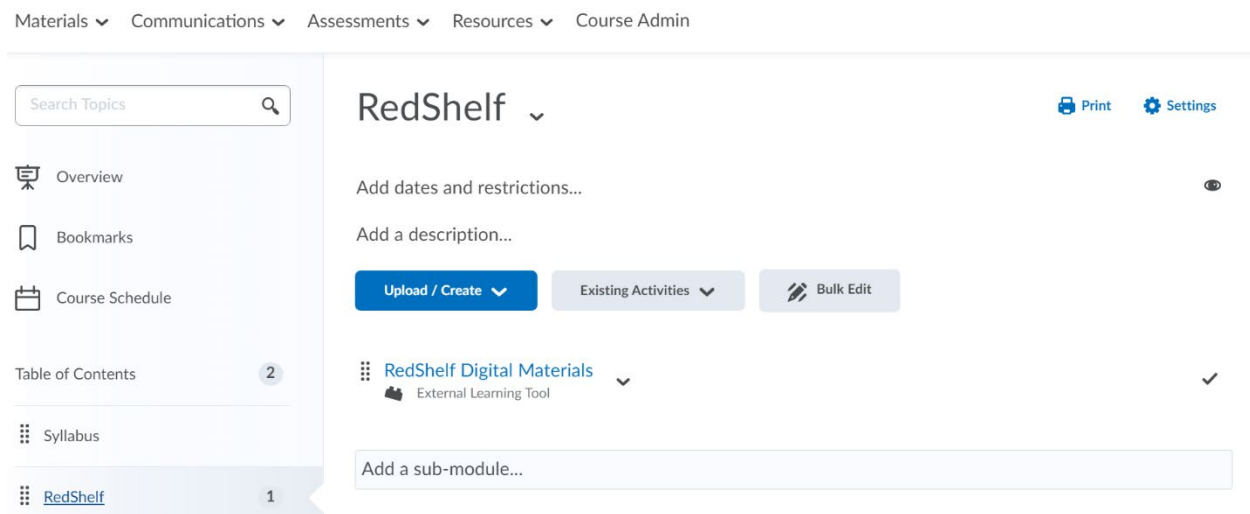 Materials Communications Assessments Resources Course Admin
Search Topics
Overview
Bookmarks
Course Schedule
Table of Contents 2
Syllabus
RedShelf 1
RedShelf
Print Settings
Add dates and restrictions...
Add a description...
Upload / Create Existing Activities Bulk Edit
RedShelf Digital Materials
External Learning Tool
Add a sub-module...